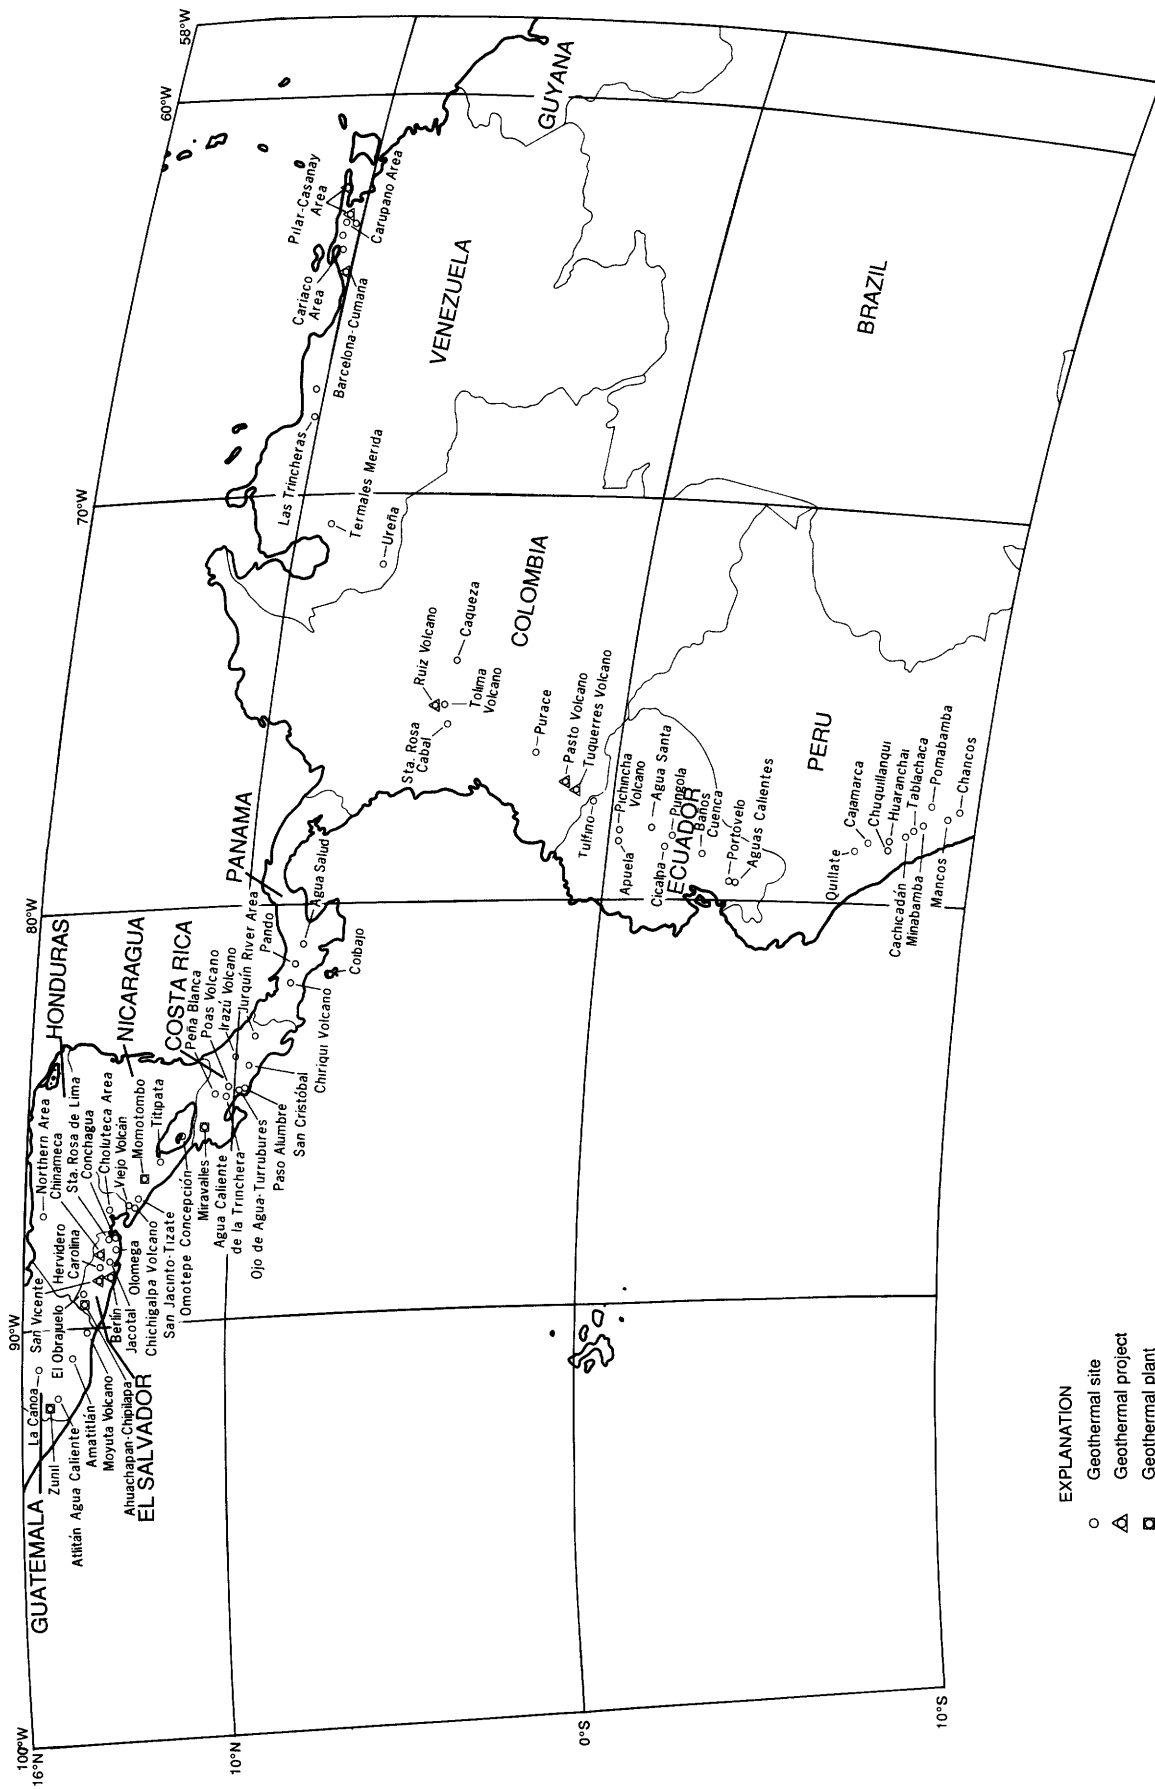 100°W
16°N
90°W
80°W
70°W
60°W
58°W
10°N
0°S
10°S
GUATEMALA
La Canoa
Zunil
Atitlán Agua Caliente
Amatitlán
Moyuta Volcano
Ahuachapan-Chipilapa
EL SALVADOR
San Vicente
El Obrajuelo
Hervidero
Carolina
Berlín
Jacotal
Olomega
Northern Area
Chinameca
Sta. Rosa de Lima
Conchagua
Choluteca Area
HONDURAS
Viejo Volcán
Momotombo
Titipata
NICARAGUA
Chichigalpa Volcano
San Jacinto-Tizate
Omotepe Concepción
Miravalles
Agua Caliente
de la Trinchera
Ojo de Agua-Turrubures
Paso Alumbre
San Cristóbal
COSTA RICA
Peña Blanca
Poas Volcano
Irazú Volcano
Jurquín River Area
Chiriqui Volcano
Pando
Agua Salud
Coibajo
PANAMA
Sta. Rosa
Cabal
Ruiz Volcano
Tolima
Volcano
Caqueza
COLOMBIA
Purace
Pasto Volcano
Tuquerres Volcano
Tulfino
Apuela
Pichincha
Volcano
Agua Santa
Cicalpa
Pungola
ECUADOR
Baños
Cuenca
Portovelo
Aguas Calientes
PERU
Quillate
Cajamarca
Chuquillanqui
Huaranchai
Tablachaca
Pomabamba
Chancos
Cachicadán
Minabamba
Mancos
Las Trincheras
Termales Merida
Ureña
Barcelona-Cumana
Cariaco
Area
Pilar-Casanay
Area
Carupano Area
VENEZUELA
GUYANA
BRAZIL
EXPLANATION
Geothermal site
Geothermal project
Geothermal plant